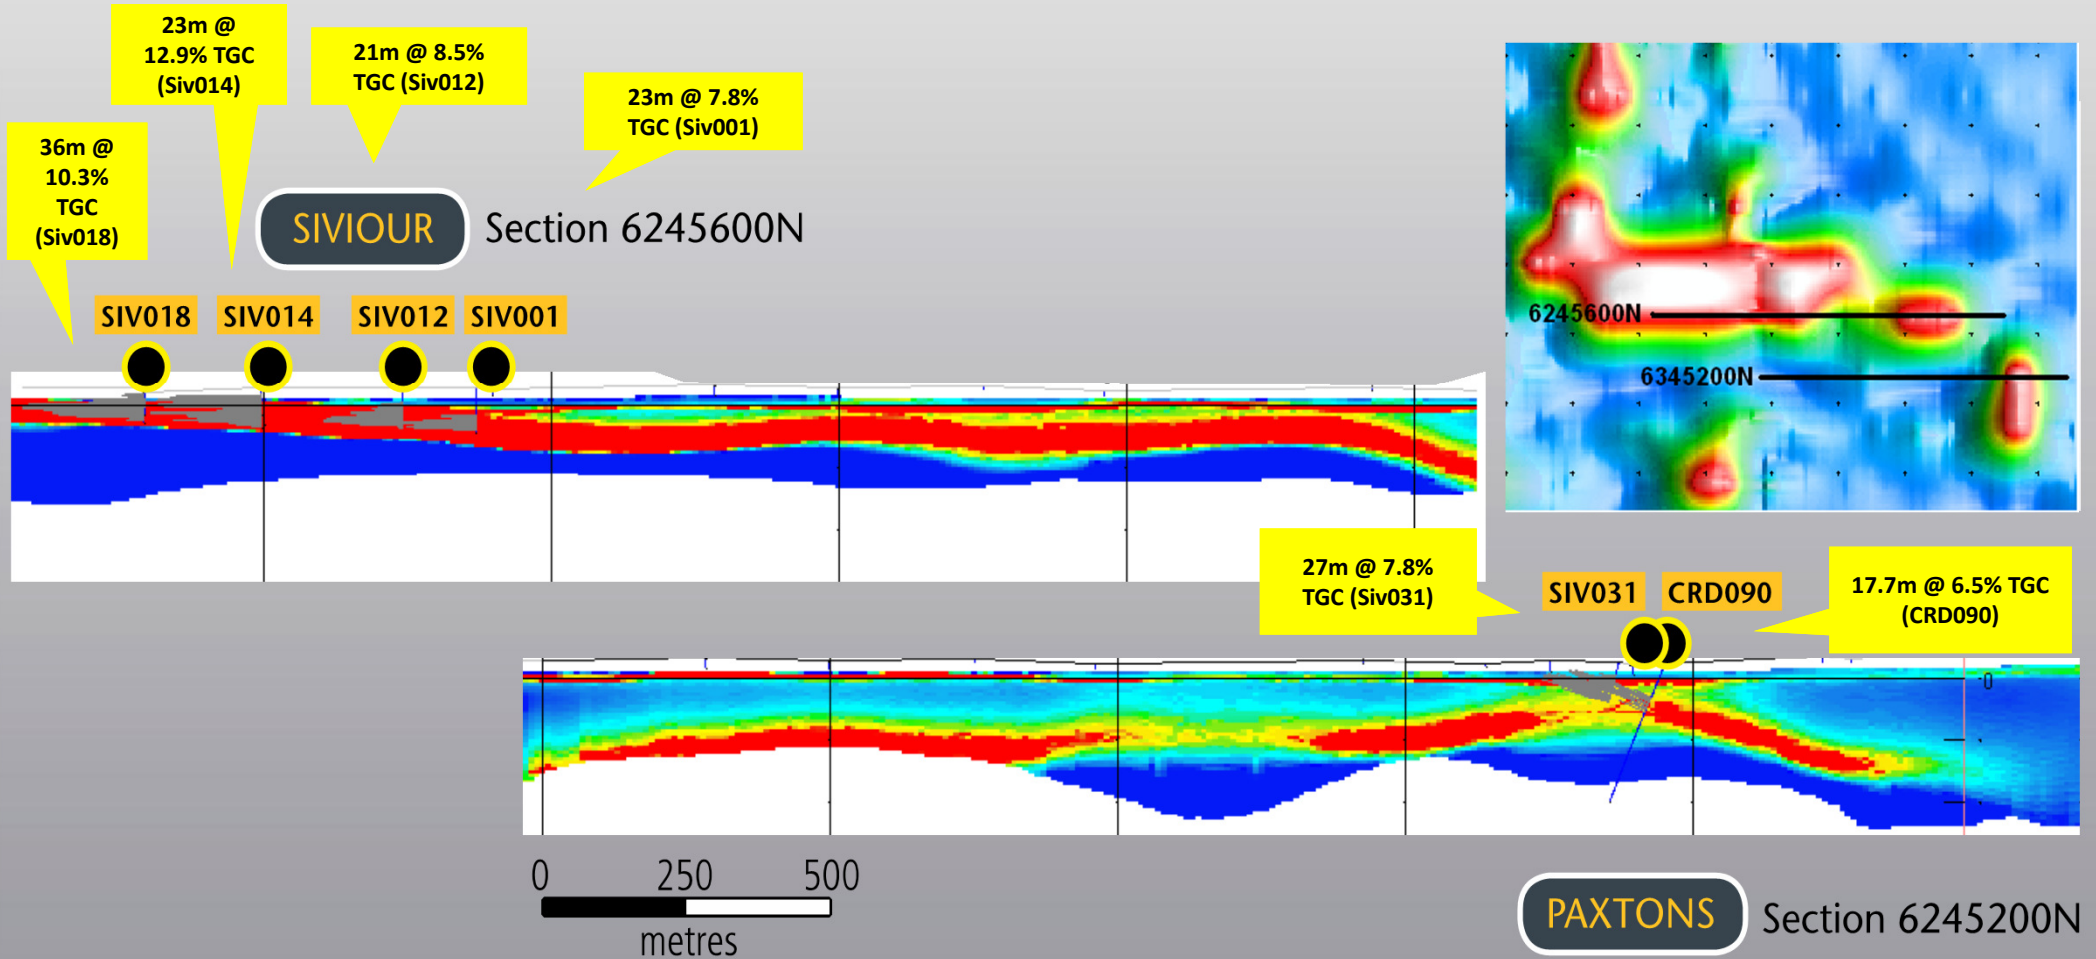 23m @
12.9% TGC
(Siv014)
21m @ 8.5%
TGC (Siv012)
23m @ 7.8%
TGC (Siv001)
36m @
10.3%
TGC
(Siv018)
SIVIOUR
Section 6245600N
SIV018
SIV014
SIV012
SIV001
6245600N
6345200N
27m @ 7.8%
TGC (Siv031)
SIV031
CRD090
17.7m @ 6.5% TGC
(CRD090)
0
0 250 500
metres
PAXTONS
Section 6245200N